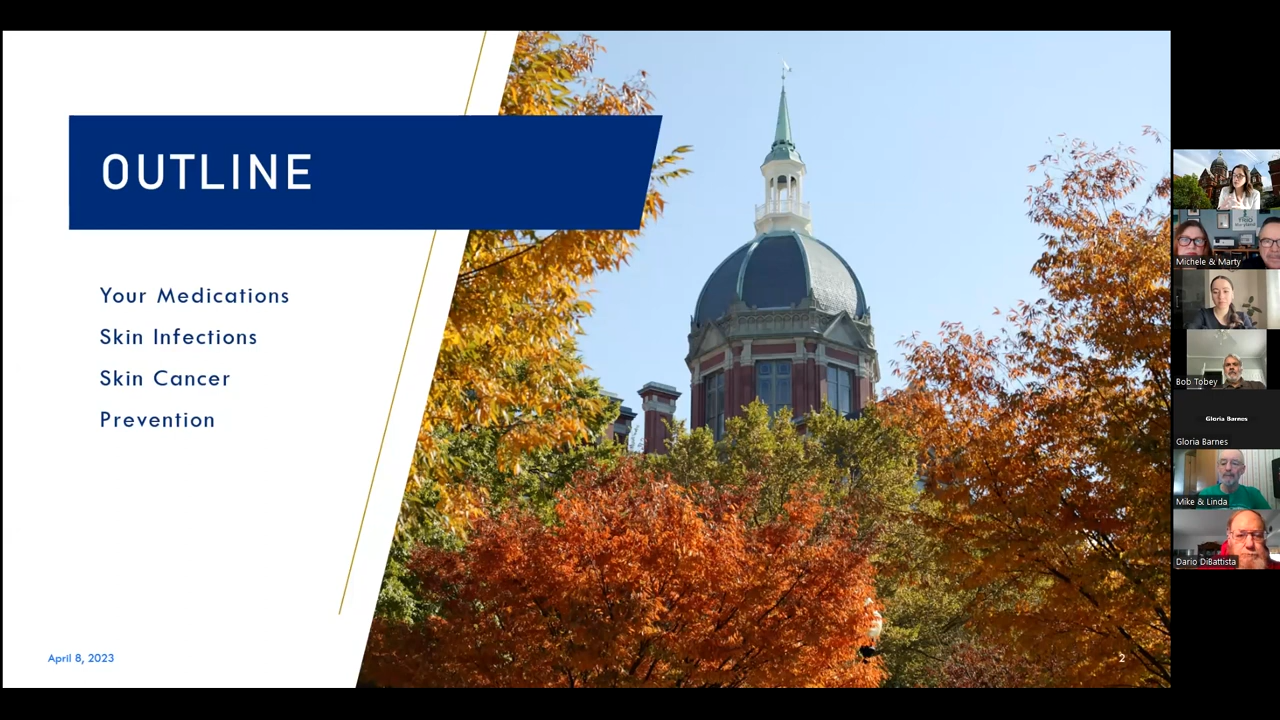 OUTLINE
Your Medications
Skin Infections
Skin Cancer
Prevention
April 8, 2023
2
Michele & Marty
Bob Tobey
Gloria Barnes
Gloria Barnes
Mike & Linda
Dario DiBattista